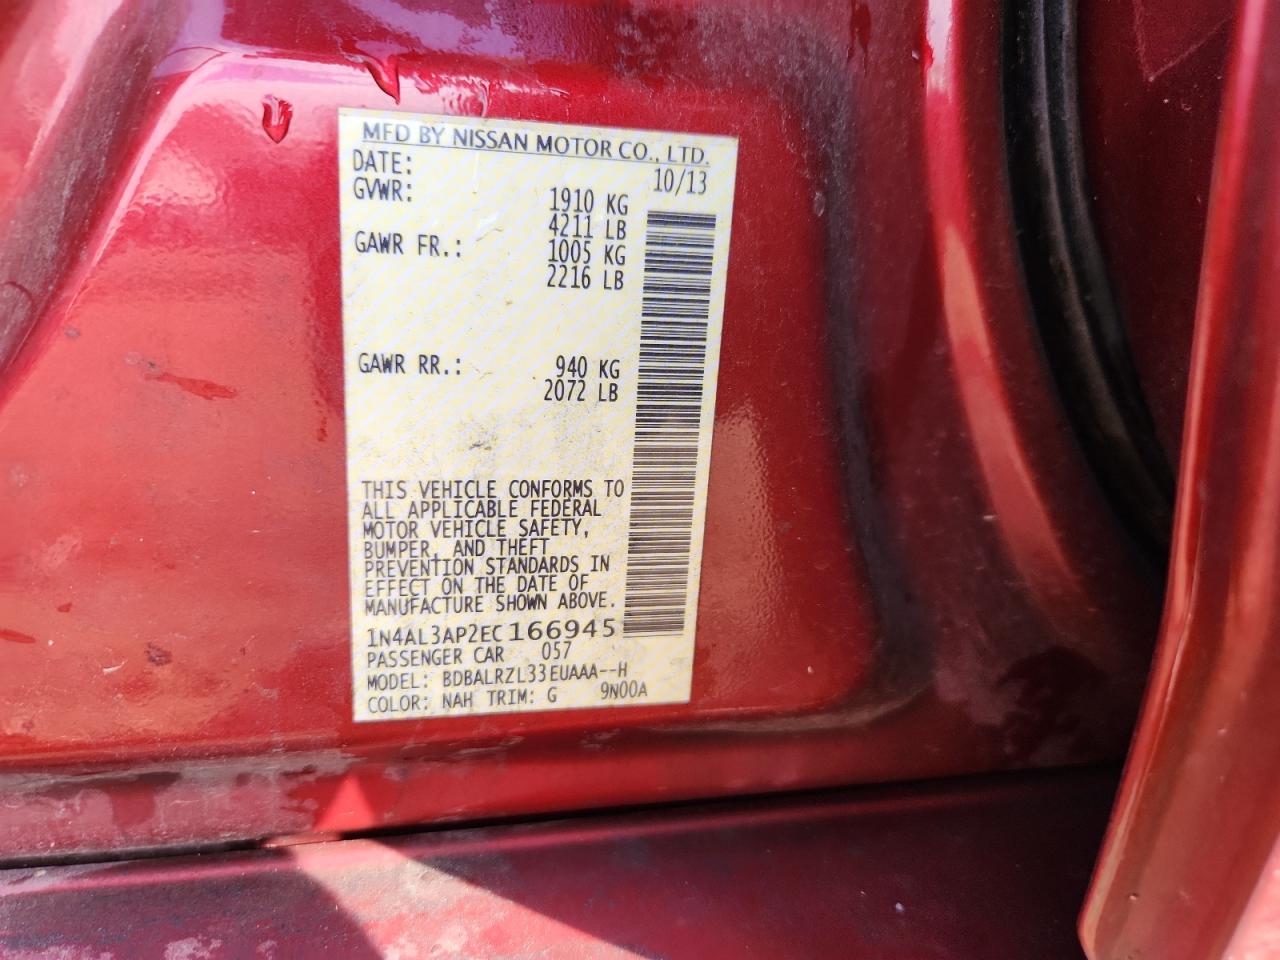 MFD BY NISSAN MOTOR CO., LTD.
DATE: 10/13
GVWR: 1910 KG
4211 LB
GAWR FR.: 1005 KG
2216 LB
GAWR RR.: 940 KG
2072 LB
THIS VEHICLE CONFORMS TO
ALL APPLICABLE FEDERAL
MOTOR VEHICLE SAFETY,
BUMPER, AND THEFT
PREVENTION STANDARDS IN
EFFECT ON THE DATE OF
MANUFACTURE SHOWN ABOVE.
1N4AL3AP2EC166945
PASSENGER CAR 057
MODEL: BDBALRZL33EUAAA--H
COLOR: NAH TRIM: G 9N00A